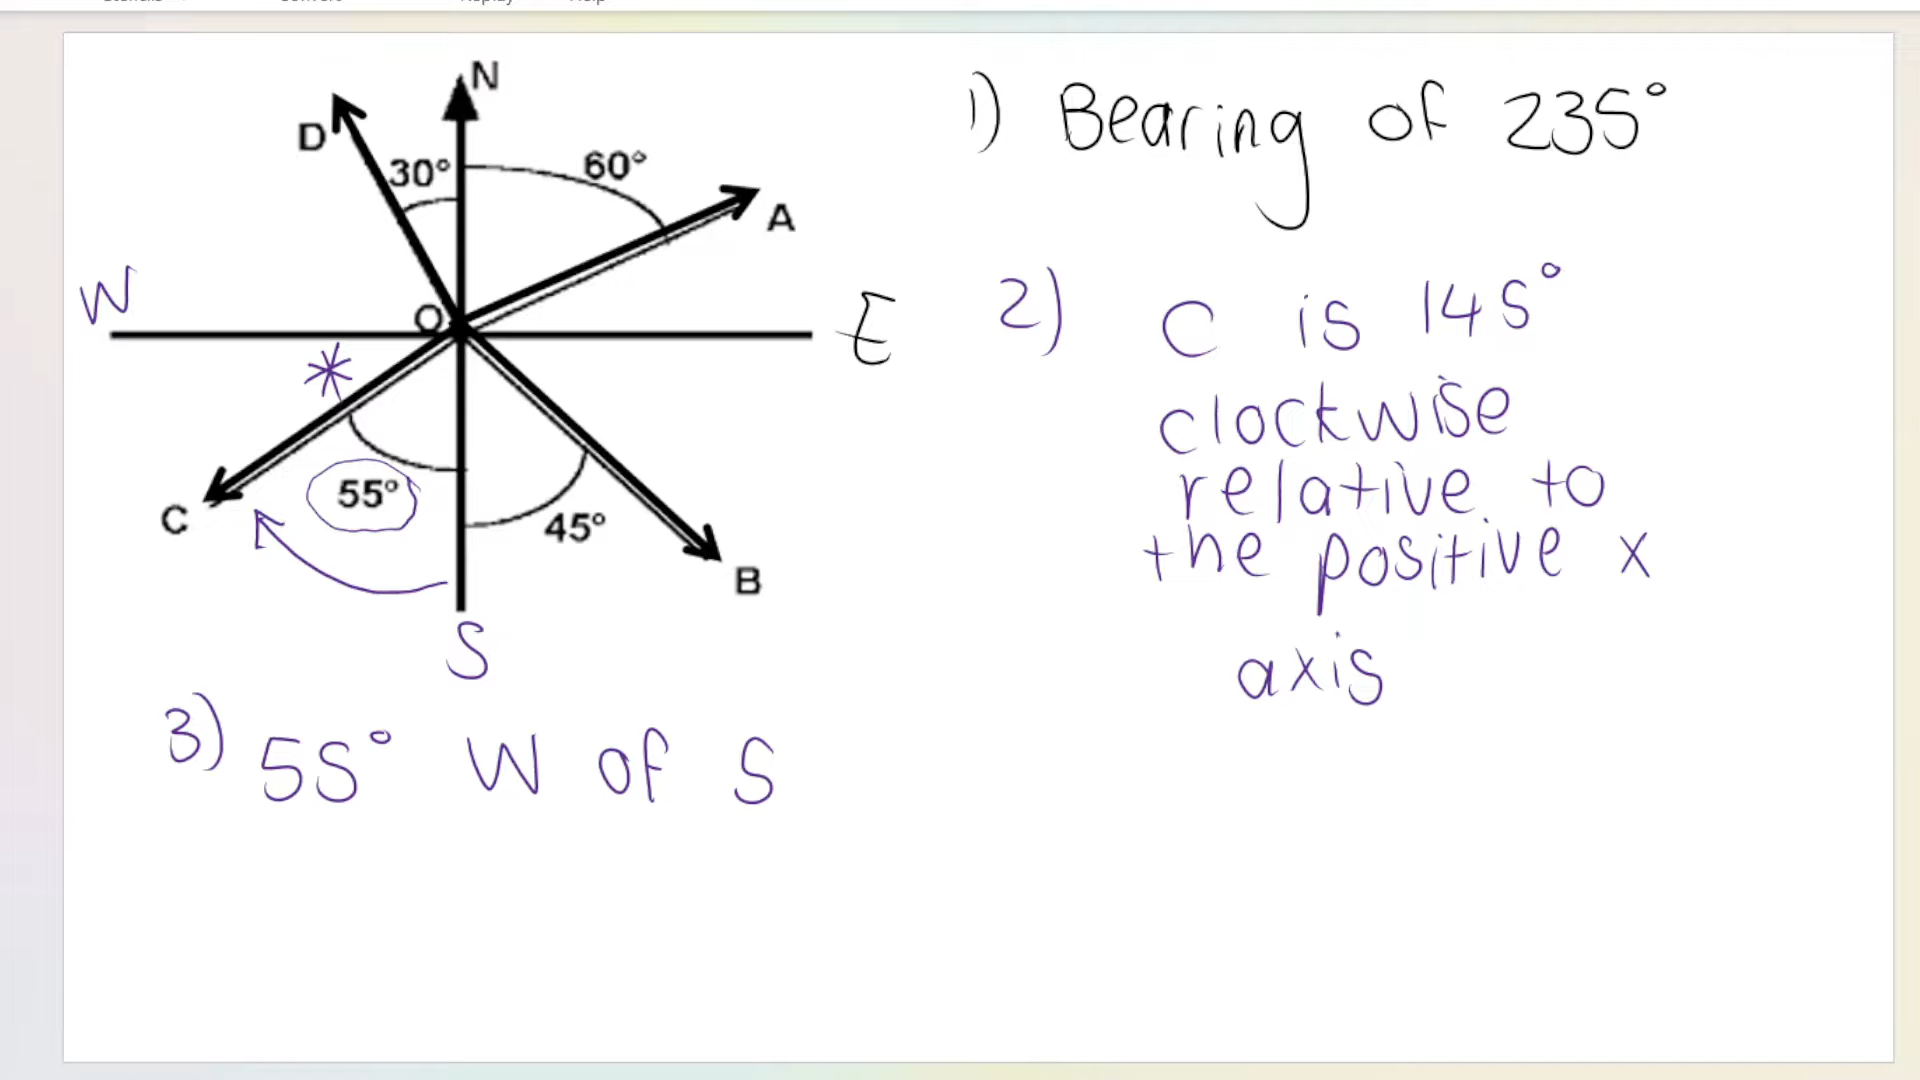 N
D
30°
60°
A
W
O
E
*
C
55°
45°
B
S
1) Bearing of 235°
2) C is 145°
clockwise
relative to
the positive x
axis
3) 55° W of S